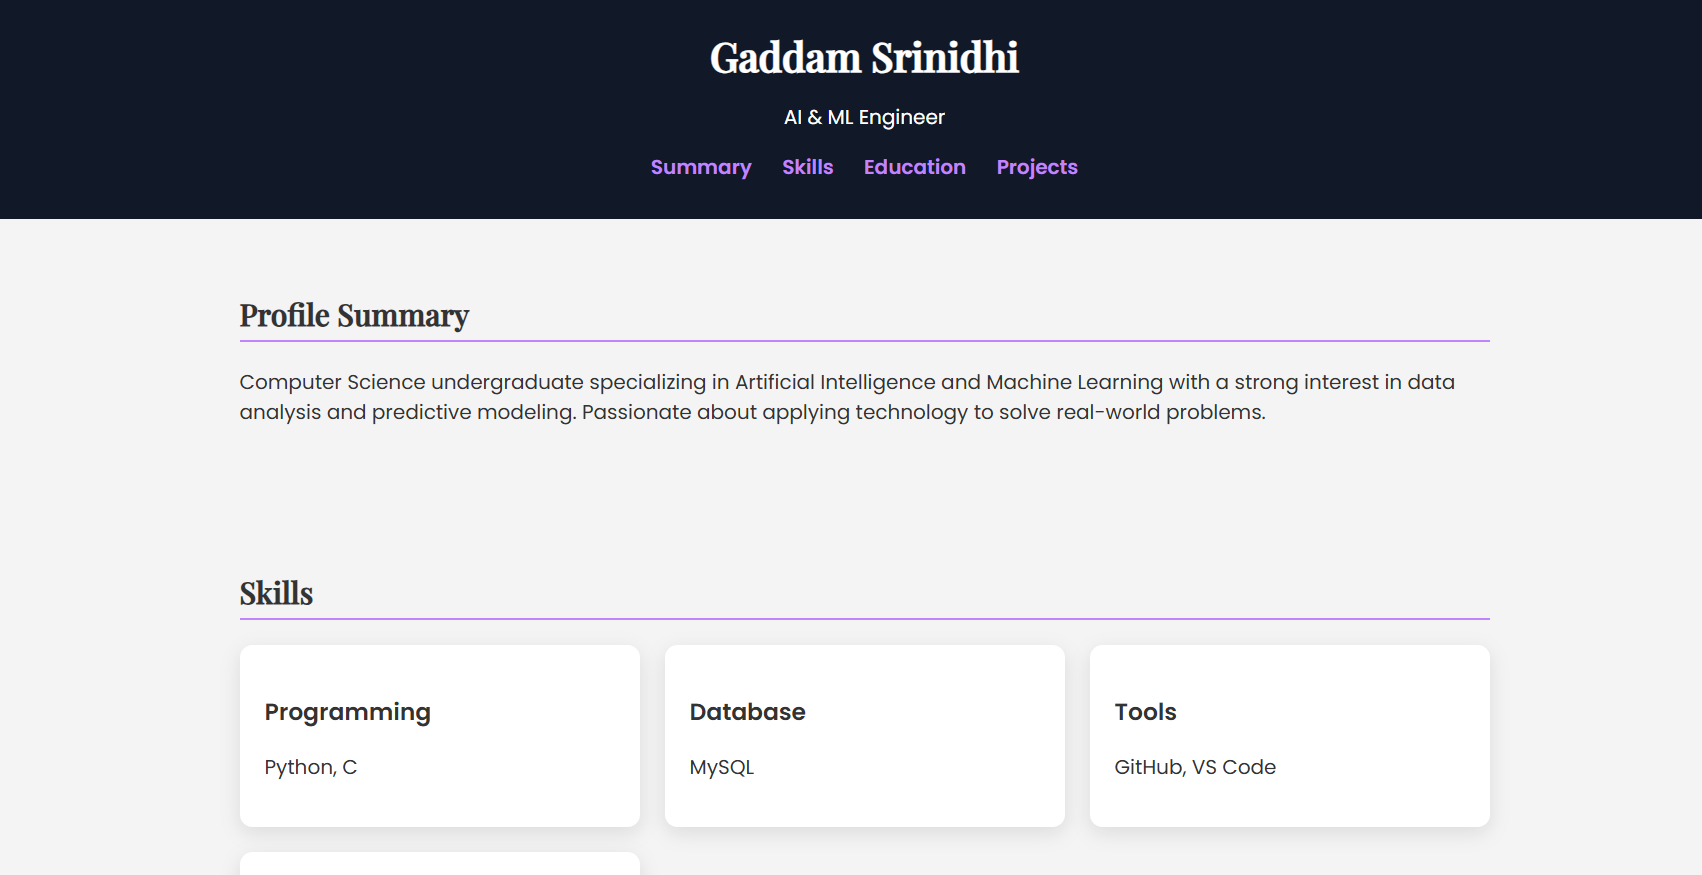 Gaddam Srinidhi
AI & ML Engineer
Summary Skills Education Projects
Profile Summary
Computer Science undergraduate specializing in Artificial Intelligence and Machine Learning with a strong interest in data
analysis and predictive modeling. Passionate about applying technology to solve real-world problems.
Skills
Programming
Python, C
Database
MySQL
Tools
GitHub, VS Code